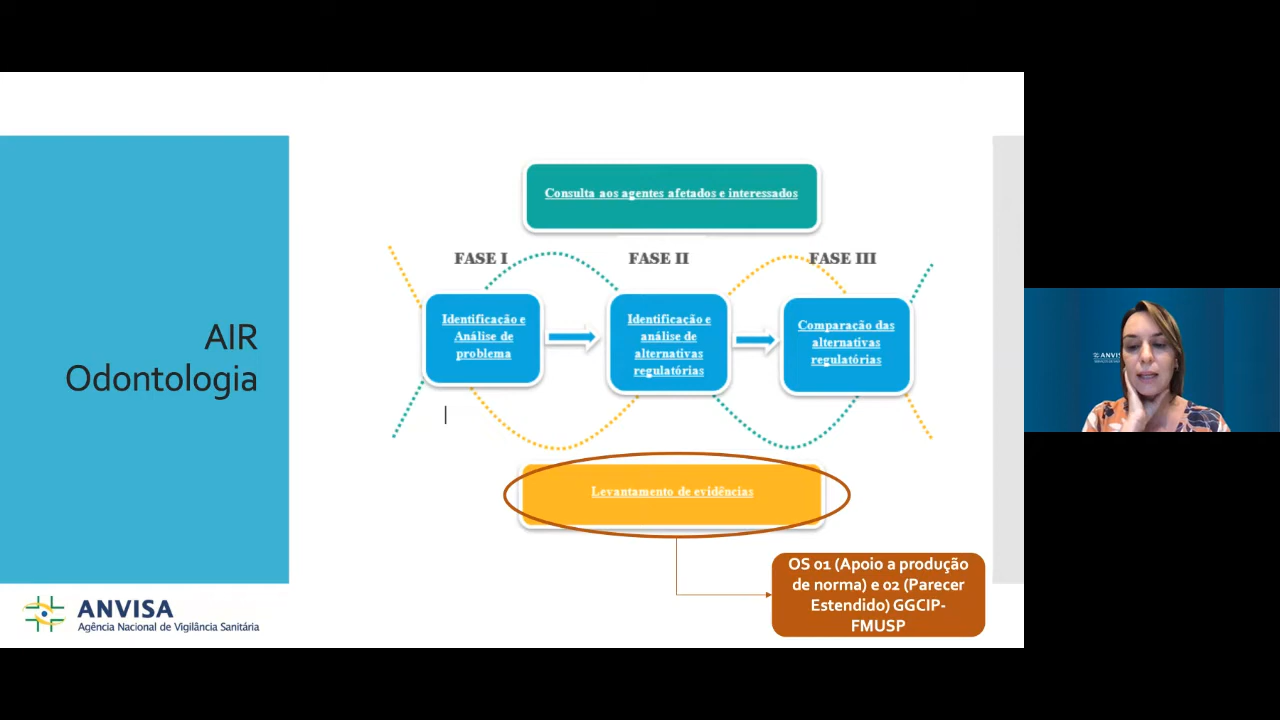 AIR
Odontologia
Consulta aos agentes afetados e interessados
FASE I
FASE II
FASE III
Identificação e
Análise de
problema
Identificação e
análise de
alternativas
regulatórias
Comparação das
alternativas
regulatórias
Levantamento de evidências
OS 01 (Apoio a produção
de norma) e 02 (Parecer
Estendido) GGCIP-
FMUSP
ANVISA
Agência Nacional de Vigilância Sanitária
ANVIS